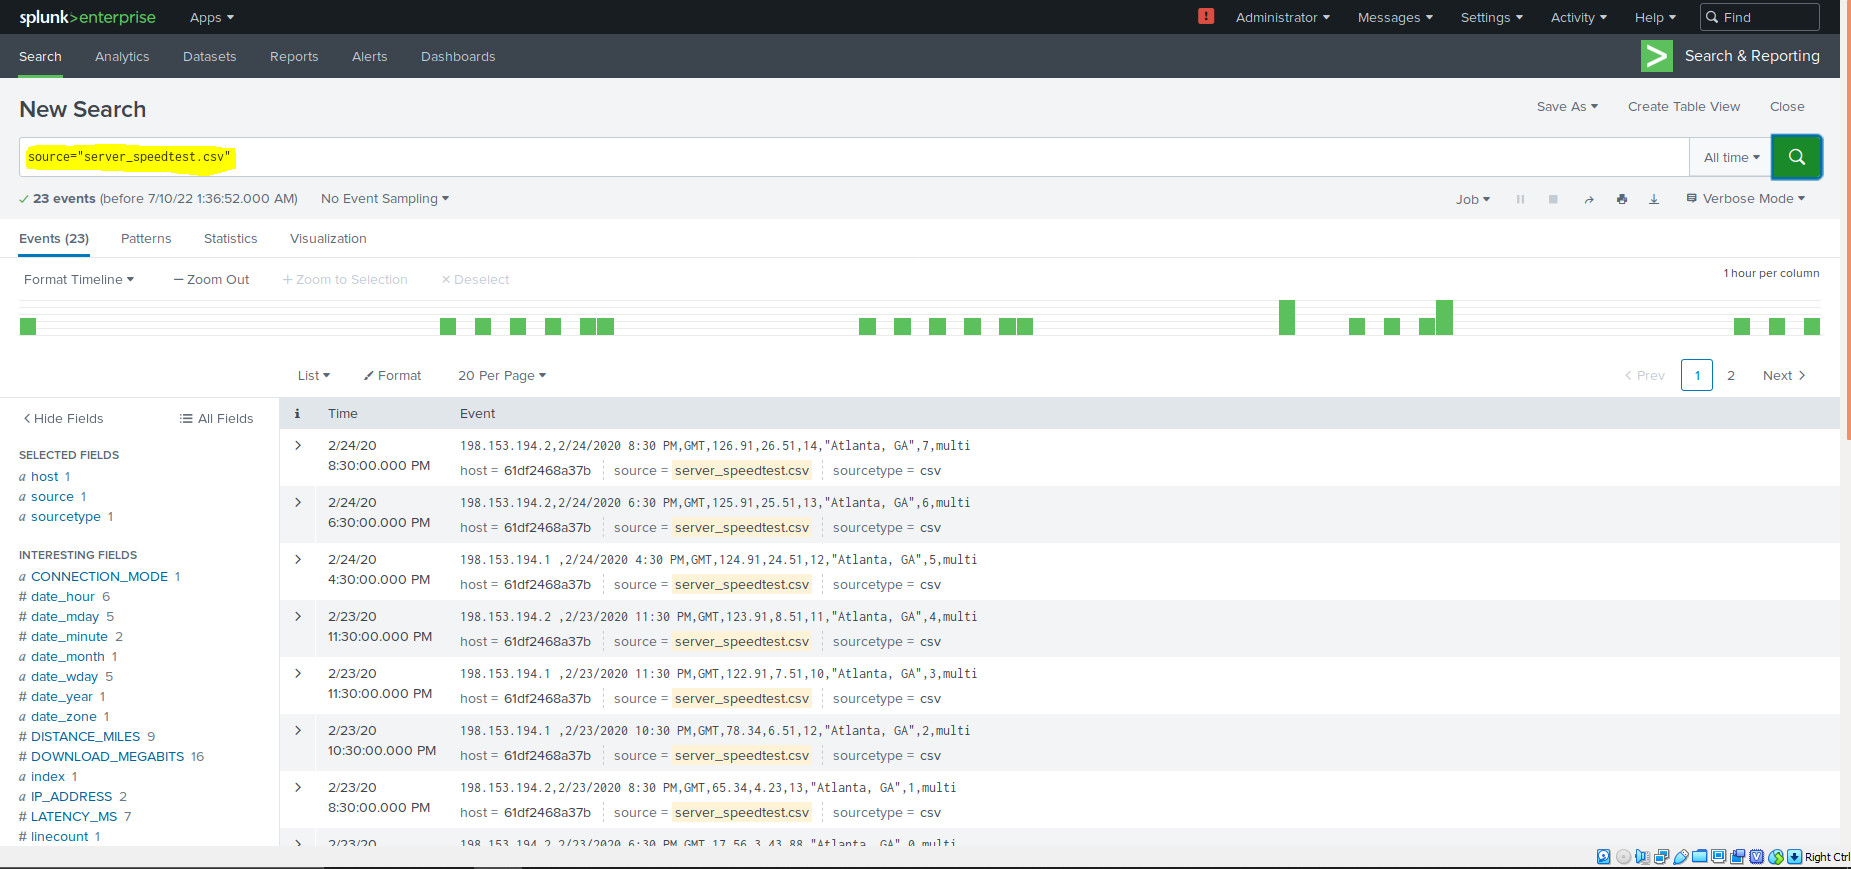 splunk>enterprise Apps Administrator Messages Settings Activity Help Find
Search Analytics Datasets Reports Alerts Dashboards Search & Reporting
New Search Save As Create Table View Close
source="server_speedtest.csv" All time
23 events (before 7/10/22 1:36:52.000 AM) No Event Sampling Job Verbose Mode
Events (23) Patterns Statistics Visualization
Format Timeline — Zoom Out + Zoom to Selection × Deselect 1 hour per column
List Format 20 Per Page < Prev 1 2 Next >
< Hide Fields All Fields
SELECTED FIELDS
a host 1
a source 1
a sourcetype 1
INTERESTING FIELDS
a CONNECTION_MODE 1
# date_hour 6
# date_mday 5
# date_minute 2
a date_month 1
a date_wday 5
# date_year 1
a date_zone 1
# DISTANCE_MILES 9
# DOWNLOAD_MEGABITS 16
a index 1
a IP_ADDRESS 2
# LATENCY_MS 7
# linecount 1
i Time Event
> 2/24/20 198.153.194.2,2/24/2020 8:30 PM,GMT,126.91,26.51,14,"Atlanta, GA",7,multi
8:30:00.000 PM host = 61df2468a37b source = server_speedtest.csv sourcetype = csv
> 2/24/20 198.153.194.2,2/24/2020 6:30 PM,GMT,125.91,25.51,13,"Atlanta, GA",6,multi
6:30:00.000 PM host = 61df2468a37b source = server_speedtest.csv sourcetype = csv
> 2/24/20 198.153.194.1 ,2/24/2020 4:30 PM,GMT,124.91,24.51,12,"Atlanta, GA",5,multi
4:30:00.000 PM host = 61df2468a37b source = server_speedtest.csv sourcetype = csv
> 2/23/20 198.153.194.2 ,2/23/2020 11:30 PM,GMT,123.91,8.51,11,"Atlanta, GA",4,multi
11:30:00.000 PM host = 61df2468a37b source = server_speedtest.csv sourcetype = csv
> 2/23/20 198.153.194.1 ,2/23/2020 11:30 PM,GMT,122.91,7.51,10,"Atlanta, GA",3,multi
11:30:00.000 PM host = 61df2468a37b source = server_speedtest.csv sourcetype = csv
> 2/23/20 198.153.194.1 ,2/23/2020 10:30 PM,GMT,78.34,6.51,12,"Atlanta, GA",2,multi
10:30:00.000 PM host = 61df2468a37b source = server_speedtest.csv sourcetype = csv
> 2/23/20 198.153.194.2,2/23/2020 8:30 PM,GMT,65.34,4.23,13,"Atlanta, GA",1,multi
8:30:00.000 PM host = 61df2468a37b source = server_speedtest.csv sourcetype = csv
> 2/23/20 198.153.194.2,2/23/2020 6:30 PM,GMT,17.56,3.43,88,"Atlanta, GA",0,multi
Right Ctrl